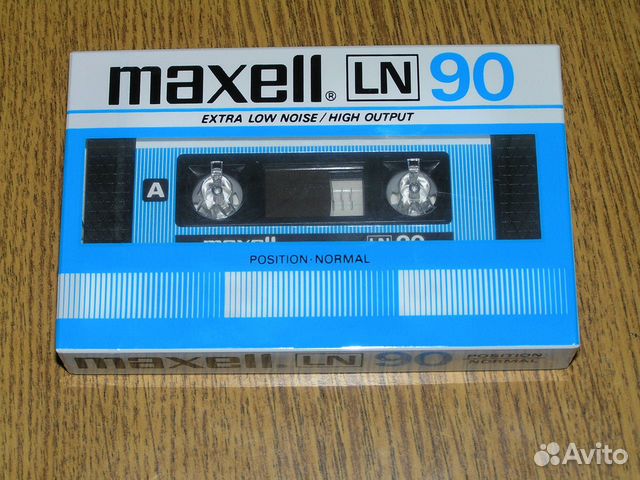 maxell® LN 90
EXTRA LOW NOISE / HIGH OUTPUT
A
maxell LN 90
POSITION·NORMAL
maxell. LN 90 POSITION
NORMAL
Avito